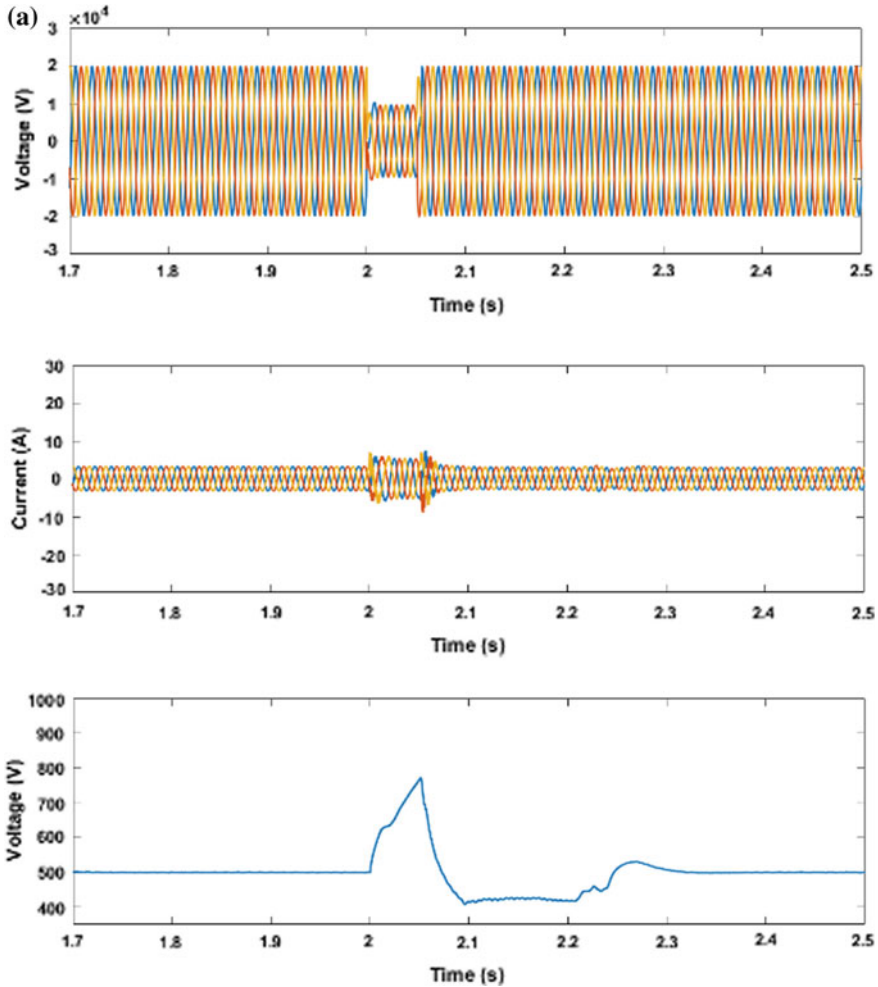 (a)
×10⁴
3
2
1
0
-1
-2
-3
Voltage (V)
1.7 1.8 1.9 2 2.1 2.2 2.3 2.4 2.5
Time (s)
30
20
10
0
-10
-20
-30
Current (A)
1.7 1.8 1.9 2 2.1 2.2 2.3 2.4 2.5
Time (s)
1000
900
800
700
600
500
400
Voltage (V)
1.7 1.8 1.9 2 2.1 2.2 2.3 2.4 2.5
Time (s)